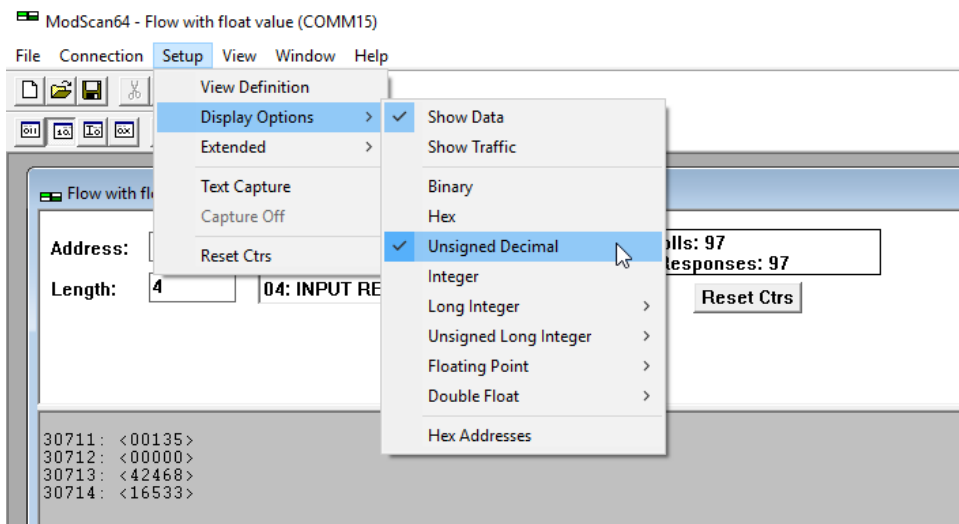 ModScan64 - Flow with float value (COMM15)
File Connection Setup View Window Help
View Definition
Display Options
Extended
Text Capture
Capture Off
Reset Ctrs
Show Data
Show Traffic
Binary
Hex
Unsigned Decimal
Integer
Long Integer
Unsigned Long Integer
Floating Point
Double Float
Hex Addresses
Flow with
Address:
Length: 4
04: INPUT
97
Responses: 97
Reset Ctrs
30711: <00135>
30712: <00000>
30713: <42468>
30714: <16533>